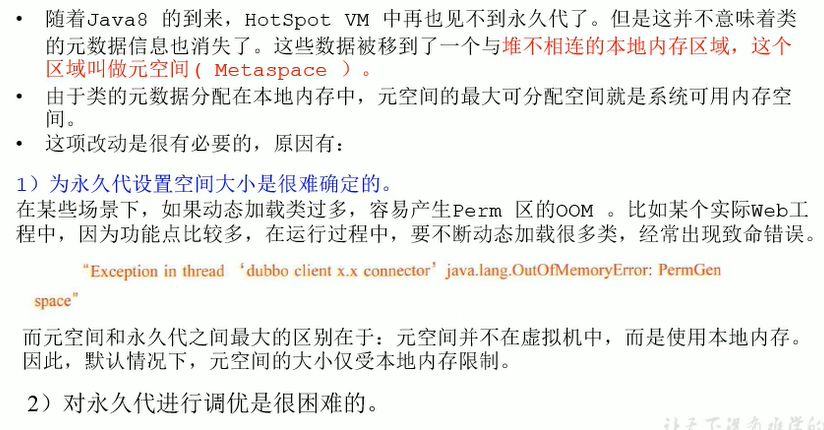 • 随着Java8 的到来，HotSpot VM 中再也见不到永久代了。但是这并不意味着类
的元数据信息也消失了。这些数据被移到了一个与堆不相连的本地内存区域，这个
区域叫做元空间( Metaspace ）。
• 由于类的元数据分配在本地内存中，元空间的最大可分配空间就是系统可用内存空
间。
• 这项改动是很有必要的，原因有：
1）为永久代设置空间大小是很难确定的。
在某些场景下，如果动态加载类过多，容易产生Perm 区的OOM 。比如某个实际Web工
程中，因为功能点比较多，在运行过程中，要不断动态加载很多类，经常出现致命错误。
“Exception in thread ‘dubbo client x.x connector’ java.lang.OutOfMemoryError: PermGen
space”
而元空间和永久代之间最大的区别在于：元空间并不在虚拟机中，而是使用本地内存。
因此，默认情况下，元空间的大小仅受本地内存限制。
2）对永久代进行调优是很困难的。